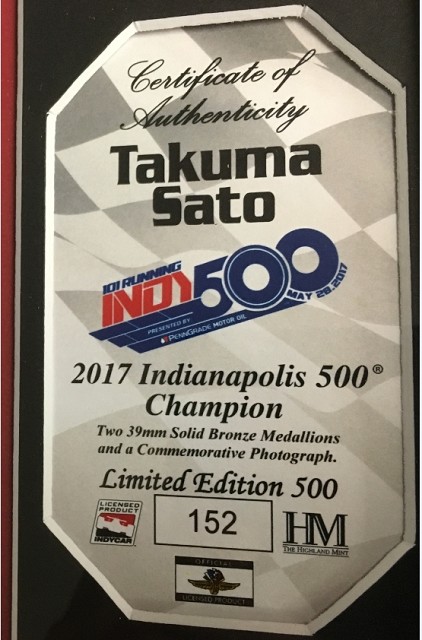 Certificate of
Authenticity
Takuma
Sato
101 RUNNING
INDY 500
MAY 28, 2017
PRESENTED BY
PENNGRADE MOTOR OIL
2017 Indianapolis 500®
Champion
Two 39mm Solid Bronze Medallions
and a Commemorative Photograph.
Limited Edition 500
LICENSED
PRODUCT
INDYCAR
152
HM
THE HIGHLAND MINT
OFFICIAL
LICENSED PRODUCT